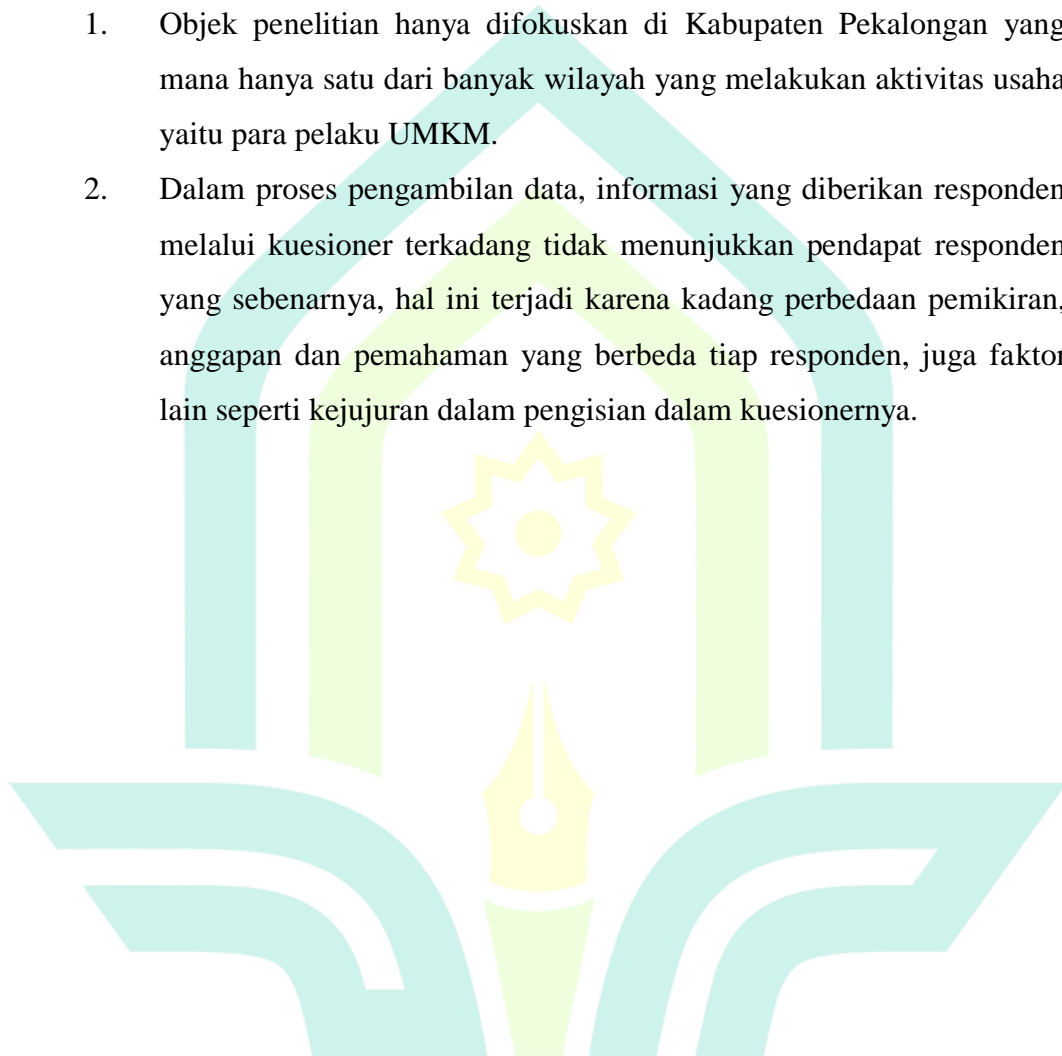 1. Objek penelitian hanya difokuskan di Kabupaten Pekalongan yang
mana hanya satu dari banyak wilayah yang melakukan aktivitas usaha
yaitu para pelaku UMKM.
2. Dalam proses pengambilan data, informasi yang diberikan responden
melalui kuesioner terkadang tidak menunjukkan pendapat responden
yang sebenarnya, hal ini terjadi karena kadang perbedaan pemikiran,
anggapan dan pemahaman yang berbeda tiap responden, juga faktor
lain seperti kejujuran dalam pengisian dalam kuesionernya.